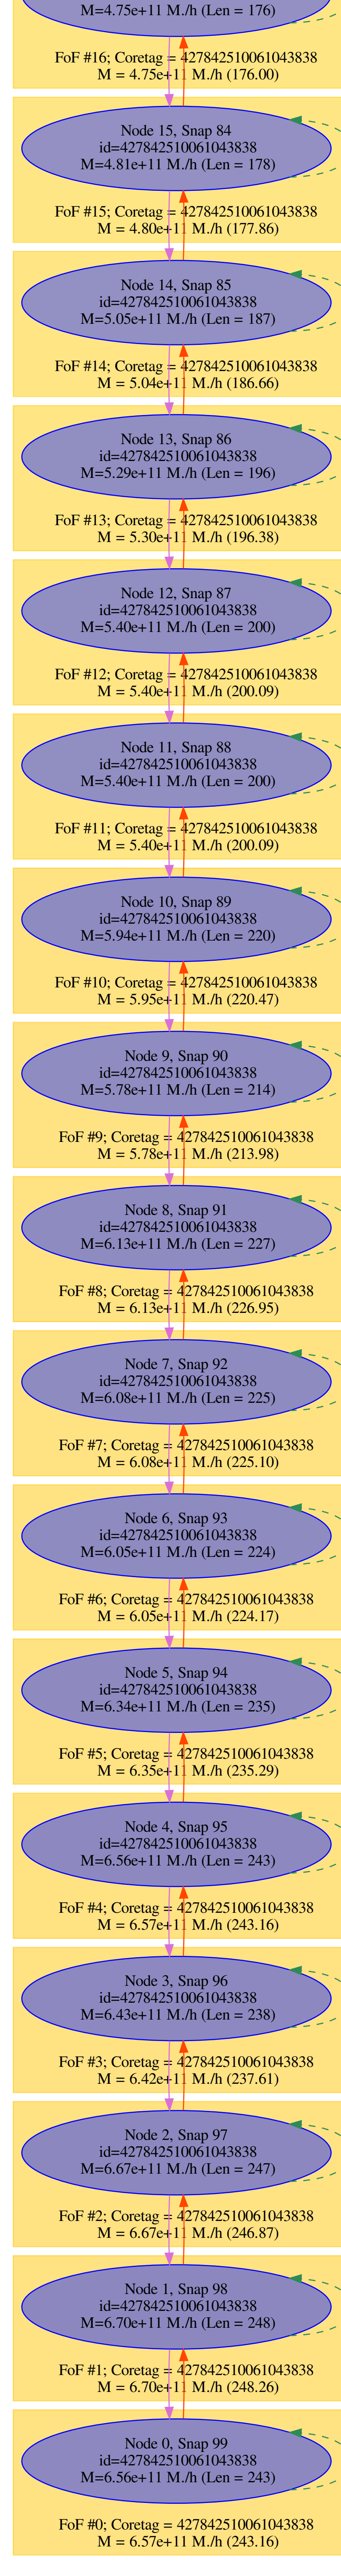 M=4.75e+11 M./h (Len = 176)
FoF #16; Coretag = 427842510061043838
M = 4.75e+11 M./h (176.00)
Node 15, Snap 84
id=427842510061043838
M=4.81e+11 M./h (Len = 178)
FoF #15; Coretag = 427842510061043838
M = 4.80e+11 M./h (177.86)
Node 14, Snap 85
id=427842510061043838
M=5.05e+11 M./h (Len = 187)
FoF #14; Coretag = 427842510061043838
M = 5.04e+11 M./h (186.66)
Node 13, Snap 86
id=427842510061043838
M=5.29e+11 M./h (Len = 196)
FoF #13; Coretag = 427842510061043838
M = 5.30e+11 M./h (196.38)
Node 12, Snap 87
id=427842510061043838
M=5.40e+11 M./h (Len = 200)
FoF #12; Coretag = 427842510061043838
M = 5.40e+11 M./h (200.09)
Node 11, Snap 88
id=427842510061043838
M=5.40e+11 M./h (Len = 200)
FoF #11; Coretag = 427842510061043838
M = 5.40e+11 M./h (200.09)
Node 10, Snap 89
id=427842510061043838
M=5.94e+11 M./h (Len = 220)
FoF #10; Coretag = 427842510061043838
M = 5.95e+11 M./h (220.47)
Node 9, Snap 90
id=427842510061043838
M=5.78e+11 M./h (Len = 214)
FoF #9; Coretag = 427842510061043838
M = 5.78e+11 M./h (213.98)
Node 8, Snap 91
id=427842510061043838
M=6.13e+11 M./h (Len = 227)
FoF #8; Coretag = 427842510061043838
M = 6.13e+11 M./h (226.95)
Node 7, Snap 92
id=427842510061043838
M=6.08e+11 M./h (Len = 225)
FoF #7; Coretag = 427842510061043838
M = 6.08e+11 M./h (225.10)
Node 6, Snap 93
id=427842510061043838
M=6.05e+11 M./h (Len = 224)
FoF #6; Coretag = 427842510061043838
M = 6.05e+11 M./h (224.17)
Node 5, Snap 94
id=427842510061043838
M=6.34e+11 M./h (Len = 235)
FoF #5; Coretag = 427842510061043838
M = 6.35e+11 M./h (235.29)
Node 4, Snap 95
id=427842510061043838
M=6.56e+11 M./h (Len = 243)
FoF #4; Coretag = 427842510061043838
M = 6.57e+11 M./h (243.16)
Node 3, Snap 96
id=427842510061043838
M=6.43e+11 M./h (Len = 238)
FoF #3; Coretag = 427842510061043838
M = 6.42e+11 M./h (237.61)
Node 2, Snap 97
id=427842510061043838
M=6.67e+11 M./h (Len = 247)
FoF #2; Coretag = 427842510061043838
M = 6.67e+11 M./h (246.87)
Node 1, Snap 98
id=427842510061043838
M=6.70e+11 M./h (Len = 248)
FoF #1; Coretag = 427842510061043838
M = 6.70e+11 M./h (248.26)
Node 0, Snap 99
id=427842510061043838
M=6.56e+11 M./h (Len = 243)
FoF #0; Coretag = 427842510061043838
M = 6.57e+11 M./h (243.16)